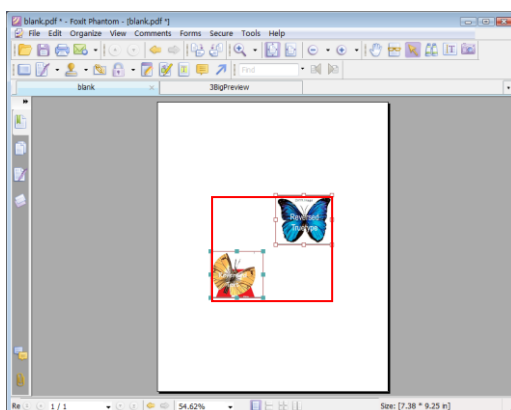 blank.pdf * - Foxit Phantom - [blank.pdf *]
File Edit Organize View Comments Forms Secure Tools Help
Find
blank
3BigPreview
Reversed
Truetype
Re
1 / 1
54.62%
Size: [7.38 * 9.25 in]